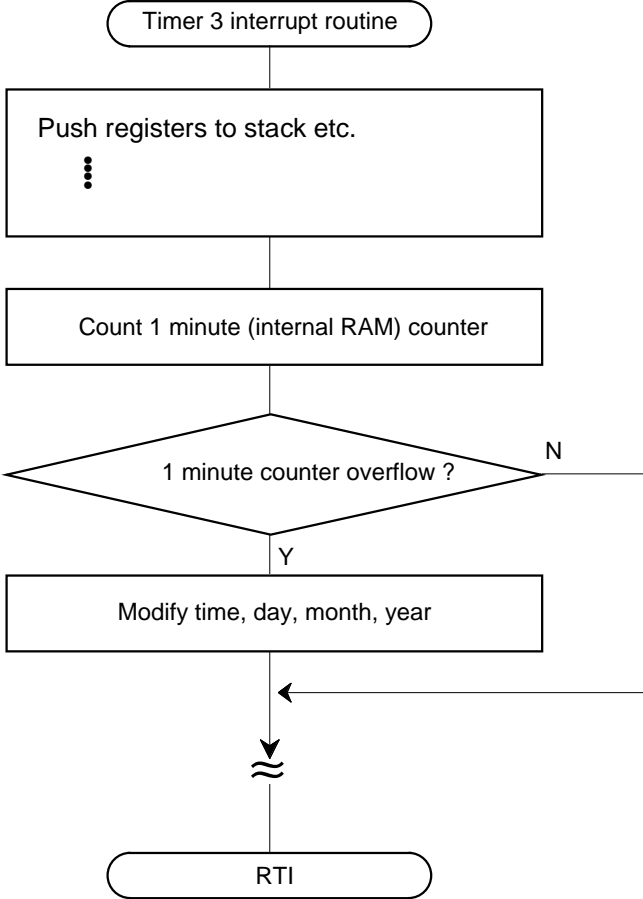 Timer 3 interrupt routine
Push registers to stack etc.
Count 1 minute (internal RAM) counter
1 minute counter overflow ?
N
Y
Modify time, day, month, year
RTI